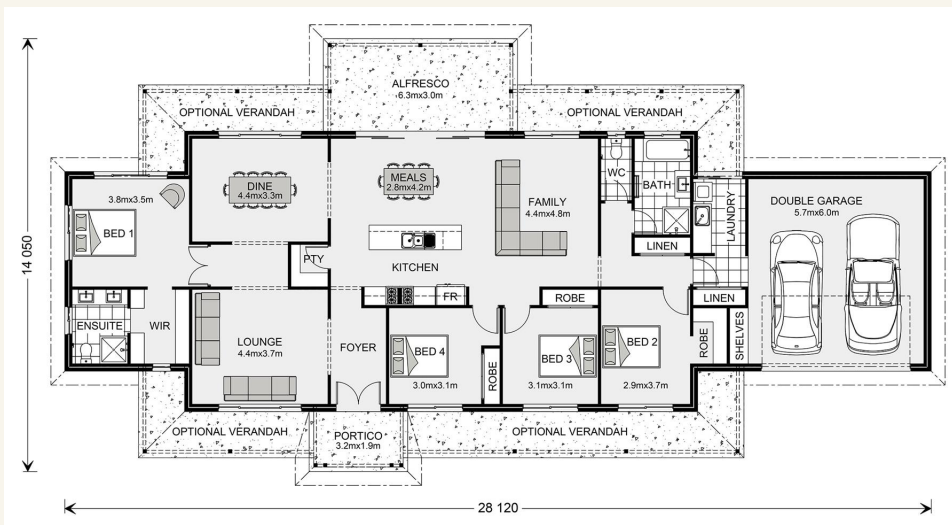 ALFRESCO
6.3mx3.0m
OPTIONAL VERANDAH
OPTIONAL VERANDAH
14 050
3.8mx3.5m
BED 1
DINE
4.4mx3.3m
MEALS
2.8mx4.2m
FAMILY
4.4mx4.8m
WC
BATH
LAUNDRY
DOUBLE GARAGE
5.7mx6.0m
LINEN
PTY
KITCHEN
FR
ROBE
LINEN
ENSUITE
WIR
LOUNGE
4.4mx3.7m
FOYER
BED 4
3.0mx3.1m
ROBE
BED 3
3.1mx3.1m
BED 2
2.9mx3.7m
ROBE
SHELVES
OPTIONAL VERANDAH
PORTICO
3.2mx1.9m
OPTIONAL VERANDAH
28 120